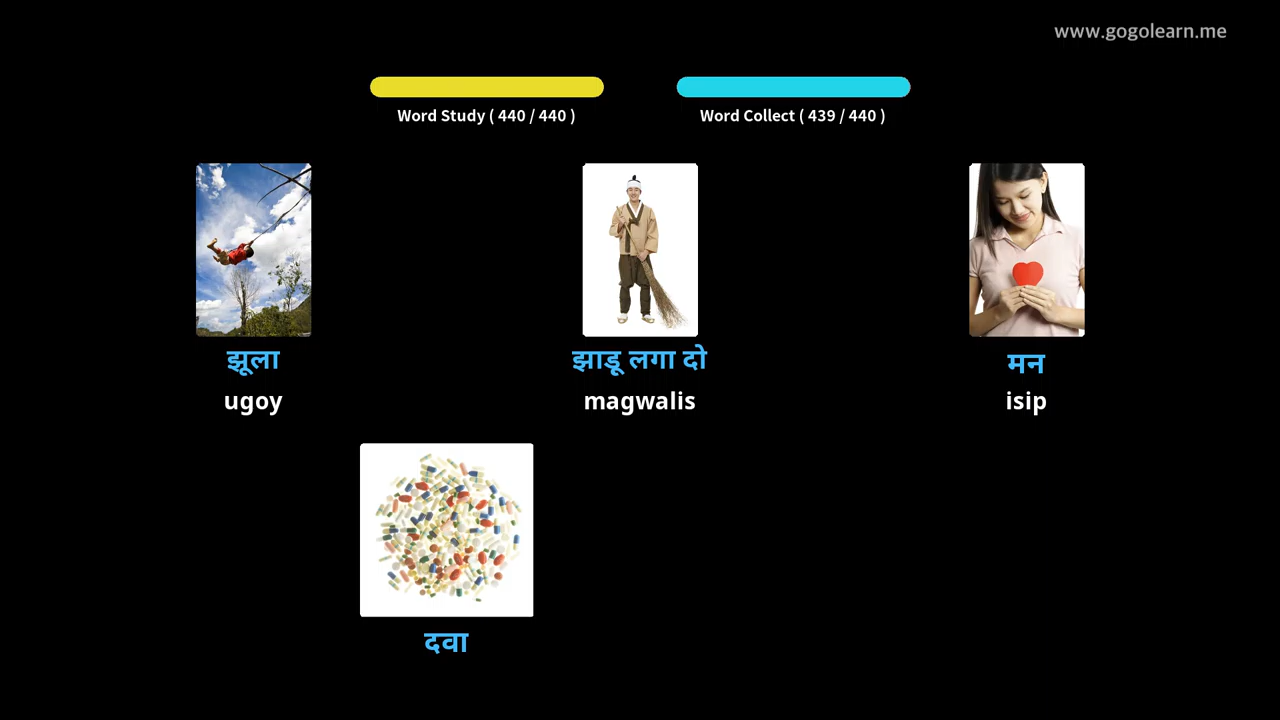 www.gogolearn.me
Word Study ( 440 / 440 )
Word Collect ( 439 / 440 )
झूला
झाड़ू लगा दो
मन
ugoy
magwalis
isip
दवा